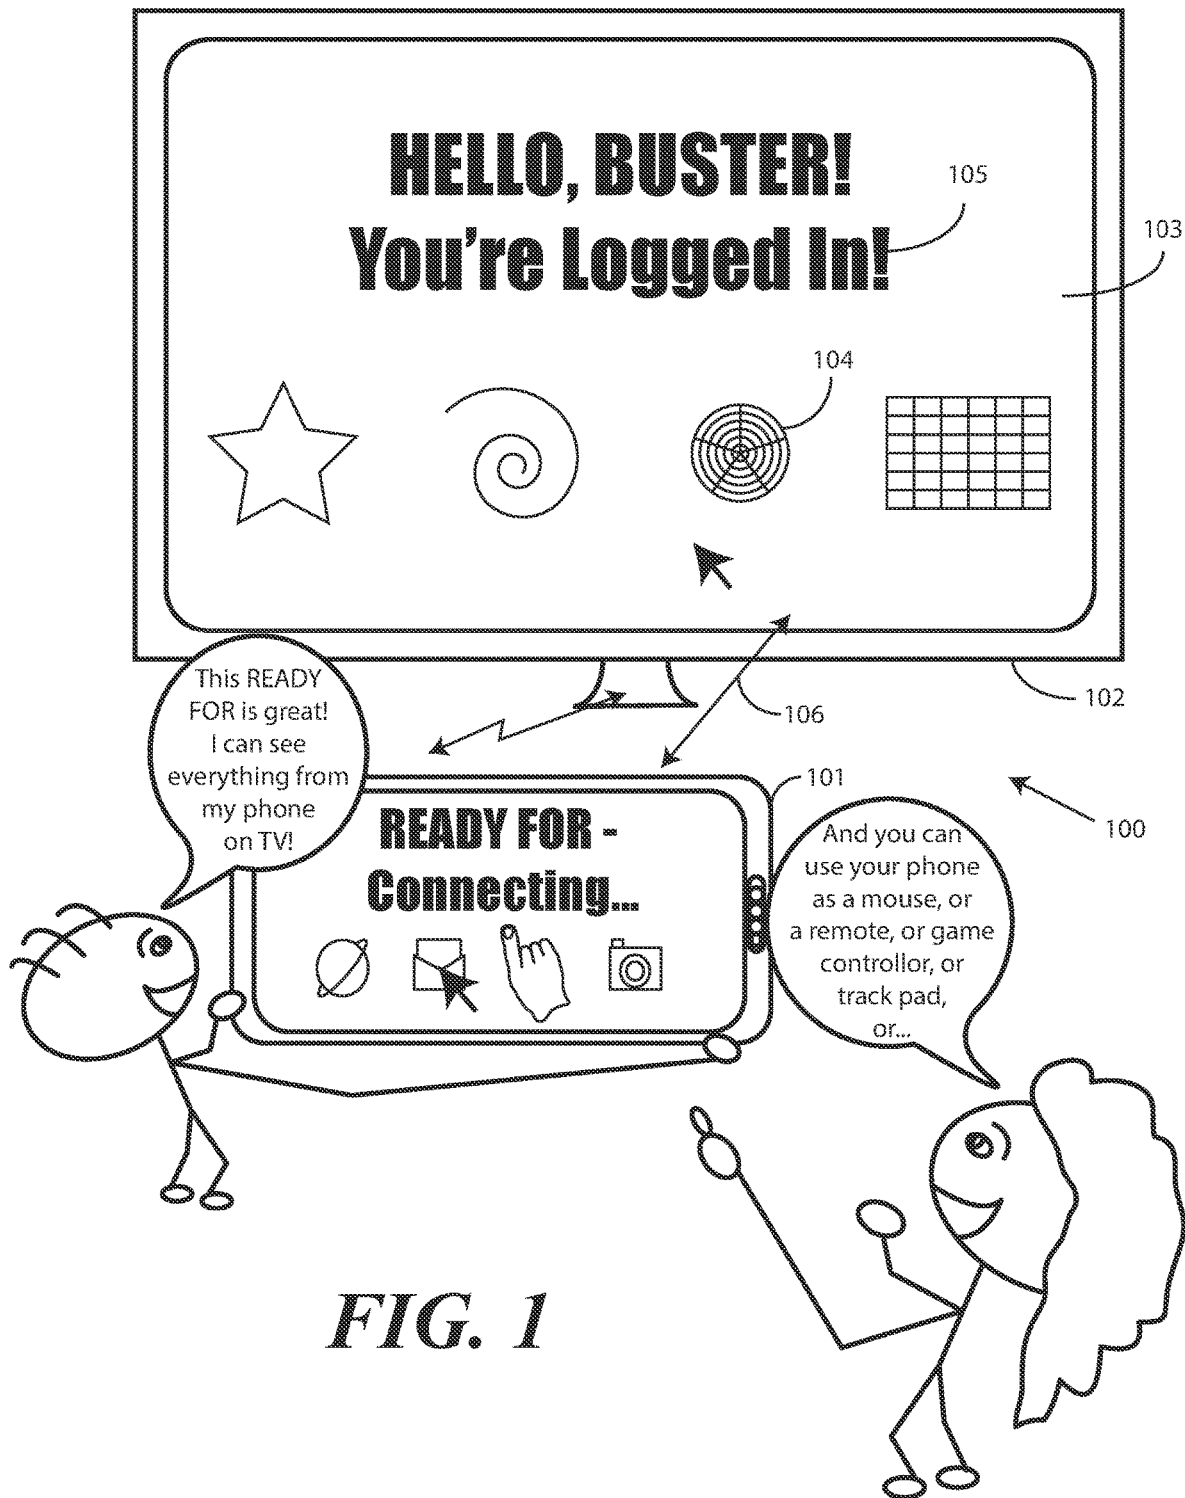 HELLO, BUSTER!
You're Logged In!
105
103
104
102
106
This READY
FOR is great!
I can see
everything from
my phone
on TV!
101
100
READY FOR -
Connecting...
And you can
use your phone
as a mouse, or
a remote, or game
controllor, or
track pad,
or...
FIG. 1